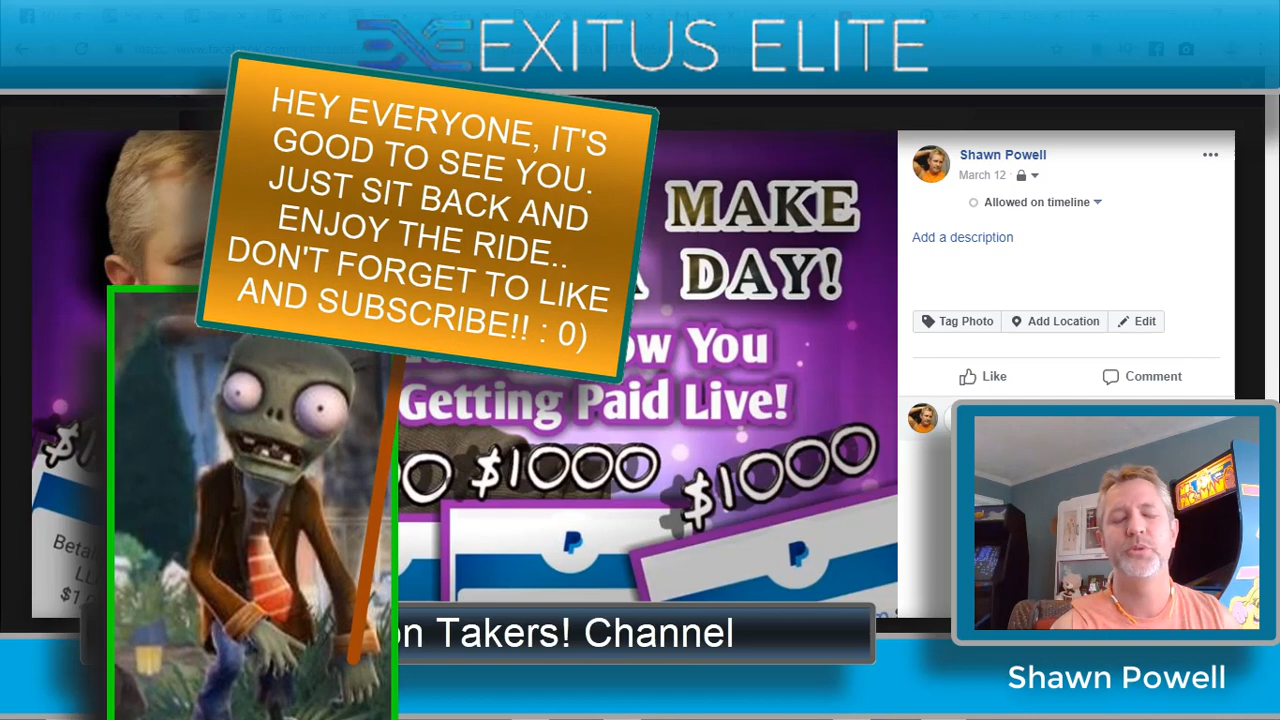 EXITUS ELITE
HEY EVERYONE, IT'S
GOOD TO SEE YOU.
JUST SIT BACK AND
ENJOY THE RIDE..
DON'T FORGET TO LIKE
AND SUBSCRIBE!! : 0)
MAKE
DAY!
You
Getting Paid Live!
$1000
$1000
Shawn Powell
March 12
Allowed on timeline
Add a description
Tag Photo
Add Location
Edit
Like
Comment
Takers! Channel
Shawn Powell